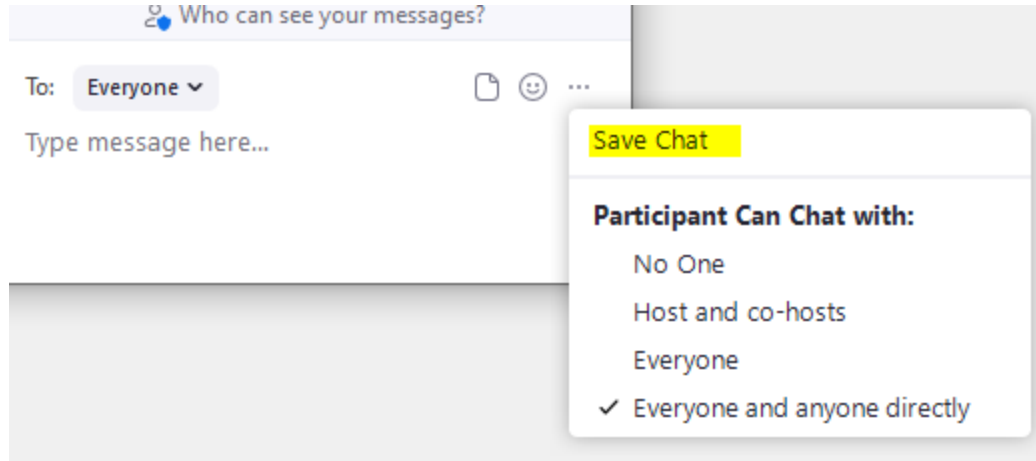 Who can see your messages?
To: Everyone
Type message here...
Save Chat
Participant Can Chat with:
No One
Host and co-hosts
Everyone
Everyone and anyone directly